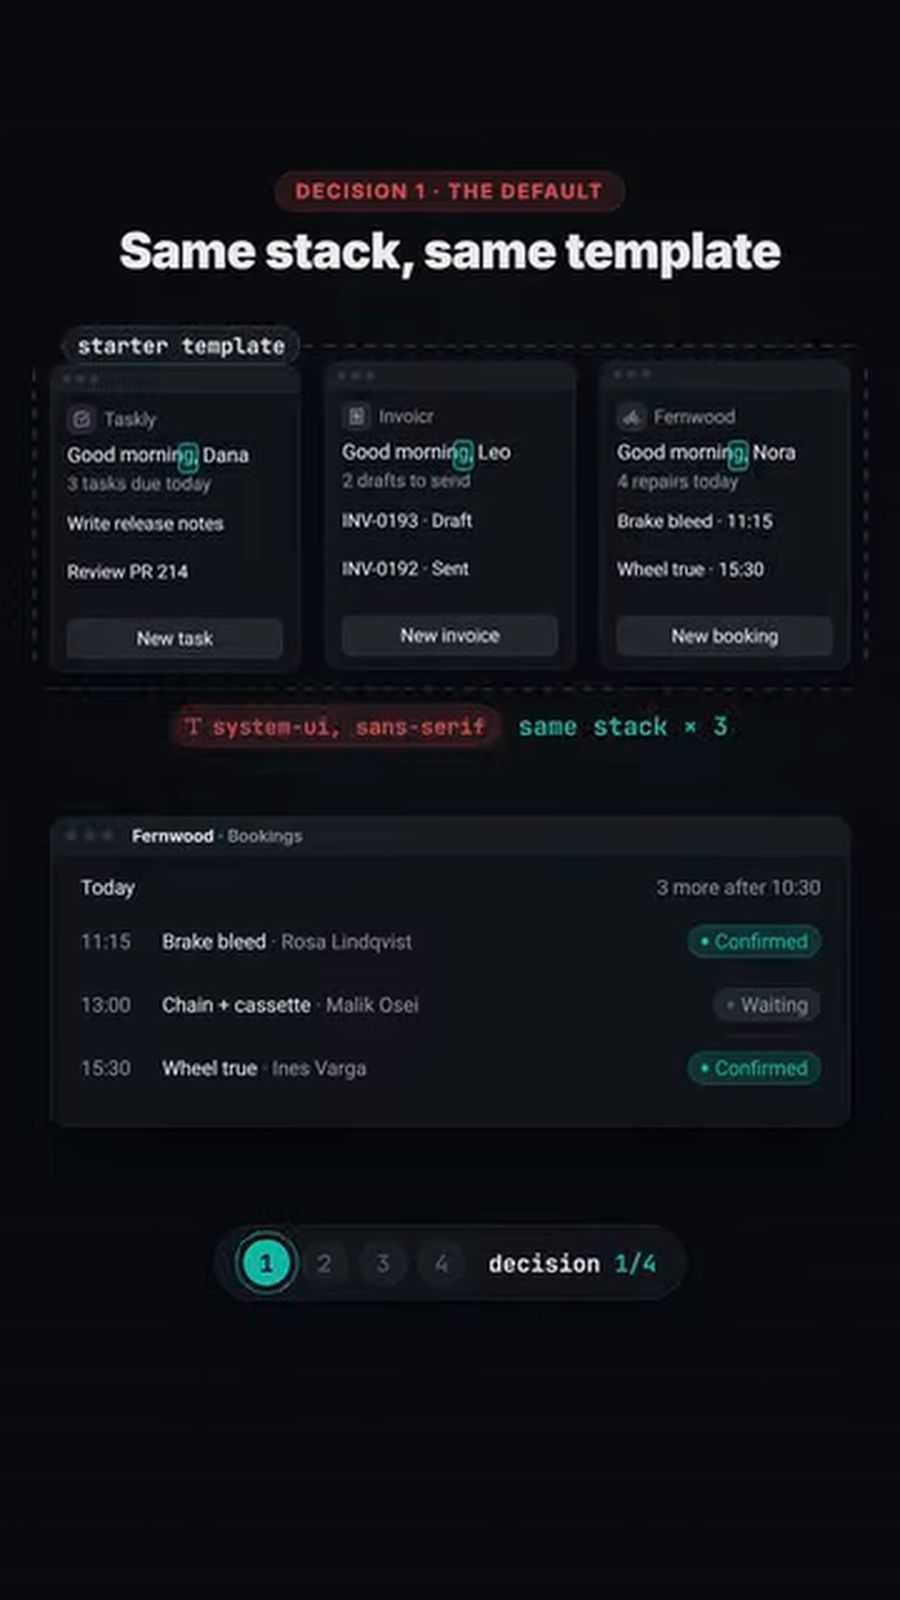 DECISION 1 · THE DEFAULT
Same stack, same template
starter template
Taskly
Good morning, Dana
3 tasks due today
Write release notes
Review PR 214
New task
Invoicr
Good morning, Leo
2 drafts to send
INV-0193 · Draft
INV-0192 · Sent
New invoice
Fernwood
Good morning, Nora
4 repairs today
Brake bleed · 11:15
Wheel true · 15:30
New booking
T system-ui, sans-serif same stack × 3
Fernwood · Bookings
Today 3 more after 10:30
11:15 Brake bleed · Rosa Lindqvist • Confirmed
13:00 Chain + cassette · Malik Osei • Waiting
15:30 Wheel true · Ines Varga • Confirmed
1 2 3 4 decision 1/4